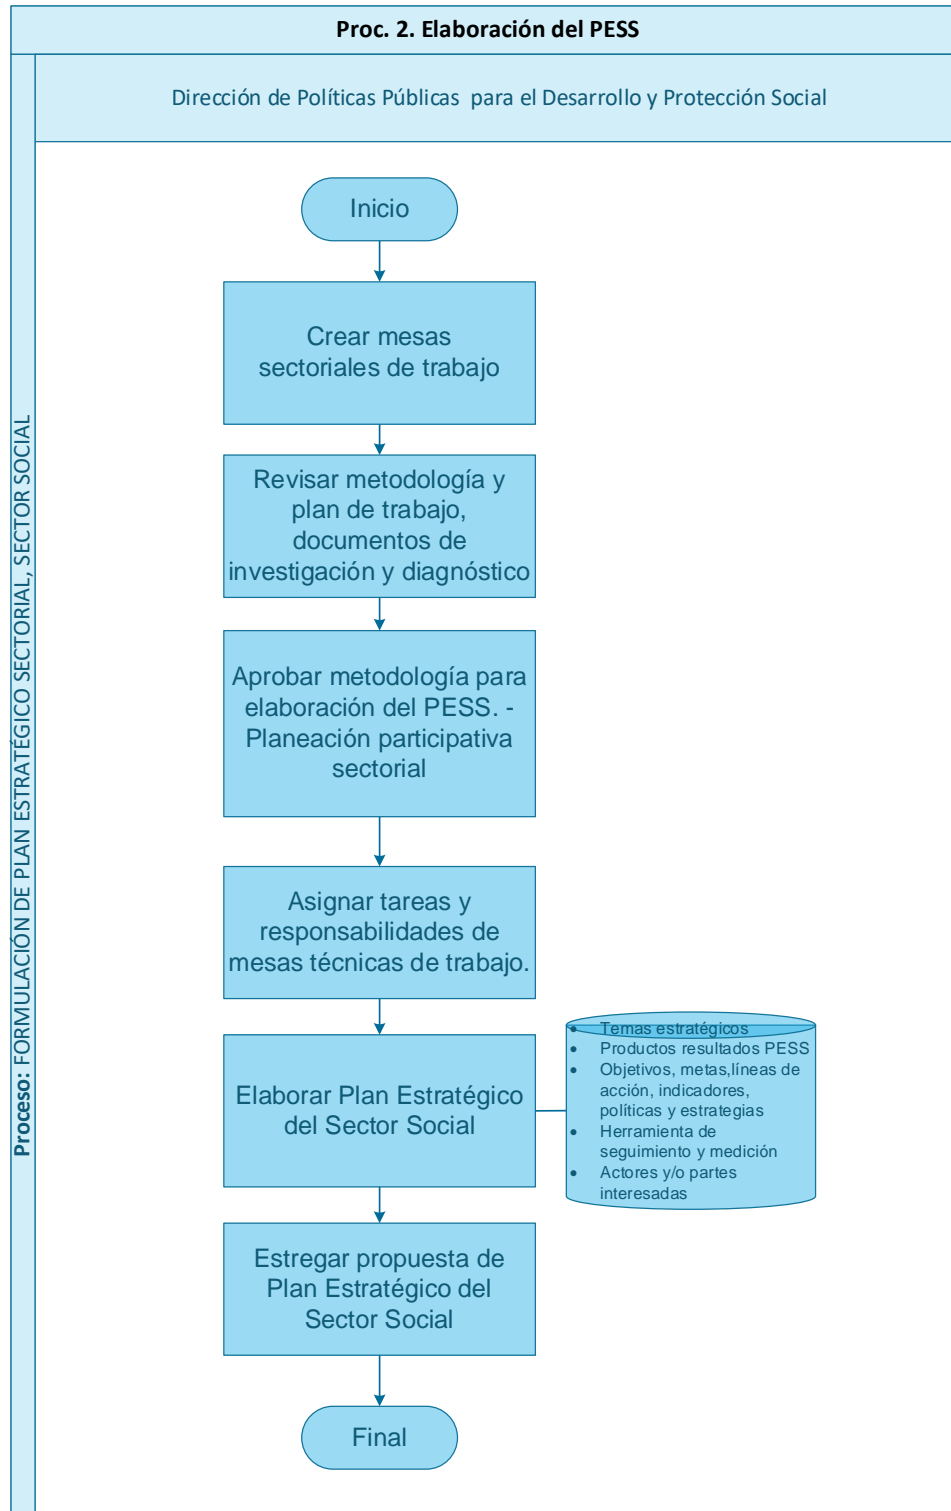 Proc. 2. Elaboración del PESS
Dirección de Políticas Públicas  para el Desarrollo y Protección Social
Proceso: FORMULACIÓN DE PLAN ESTRATÉGICO SECTORIAL, SECTOR SOCIAL
Inicio
Crear mesas
sectoriales de trabajo
Revisar metodología y
plan de trabajo,
documentos de
investigación y diagnóstico
Aprobar metodología para
elaboración del PESS. -
Planeación participativa
sectorial
Asignar tareas y
responsabilidades de
mesas técnicas de trabajo.
Elaborar Plan Estratégico
del Sector Social
• Temas estratégicos
• Productos resultados PESS
• Objetivos, metas,líneas de
acción, indicadores,
políticas y estrategias
• Herramienta de
seguimiento y medición
• Actores y/o partes
interesadas
Estregar propuesta de
Plan Estratégico del
Sector Social
Final